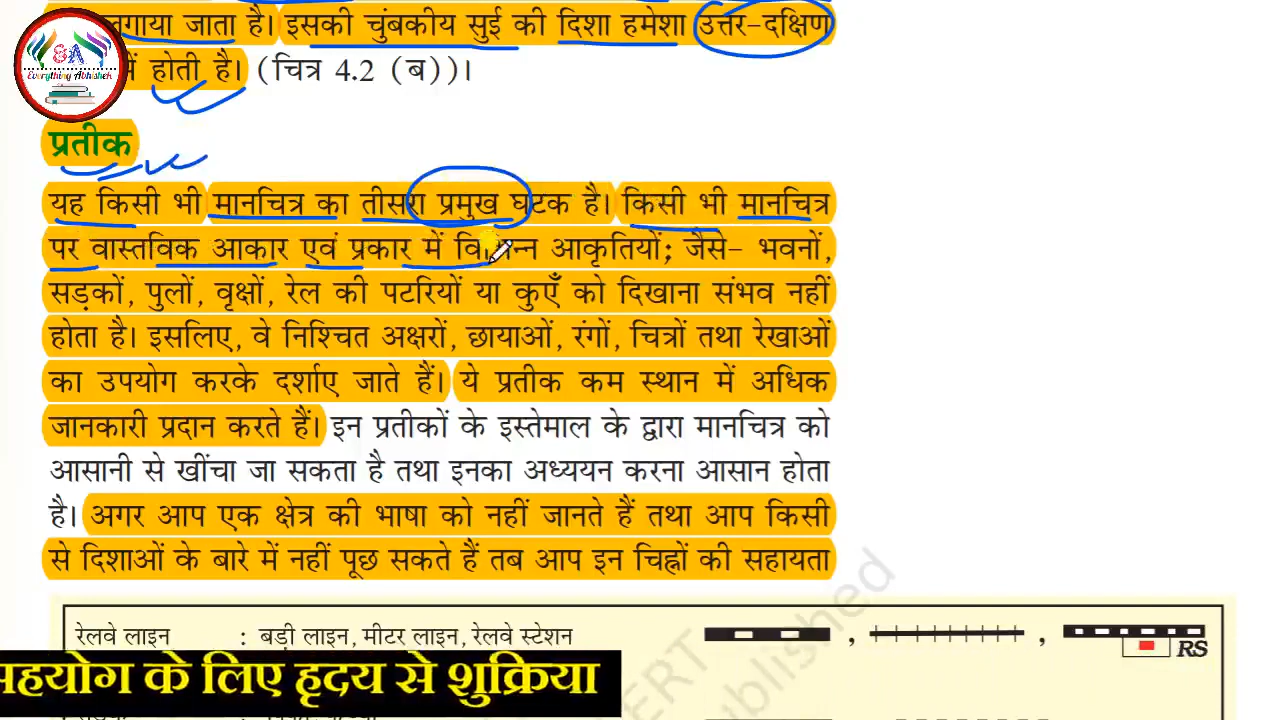 लगाया जाता है। इसकी चुंबकीय सुई की दिशा हमेशा उत्तर-दक्षिण
में होती है। (चित्र 4.2 (ब))।
&A
Everything Abhishek
प्रतीक
यह किसी भी मानचित्र का तीसरा प्रमुख घटक है। किसी भी मानचित्र
पर वास्तविक आकार एवं प्रकार में विभिन्न आकृतियों; जैसे- भवनों,
सड़कों, पुलों, वृक्षों, रेल की पटरियों या कुएँ को दिखाना संभव नहीं
होता है। इसलिए, वे निश्चित अक्षरों, छायाओं, रंगों, चित्रों तथा रेखाओं
का उपयोग करके दर्शाए जाते हैं। ये प्रतीक कम स्थान में अधिक
जानकारी प्रदान करते हैं। इन प्रतीकों के इस्तेमाल के द्वारा मानचित्र को
आसानी से खींचा जा सकता है तथा इनका अध्ययन करना आसान होता
है। अगर आप एक क्षेत्र की भाषा को नहीं जानते हैं तथा आप किसी
से दिशाओं के बारे में नहीं पूछ सकते हैं तब आप इन चिह्नों की सहायता
रेलवे लाइन : बड़ी लाइन, मीटर लाइन, रेलवे स्टेशन , , RS
सहयोग के लिए हृदय से शुक्रिया